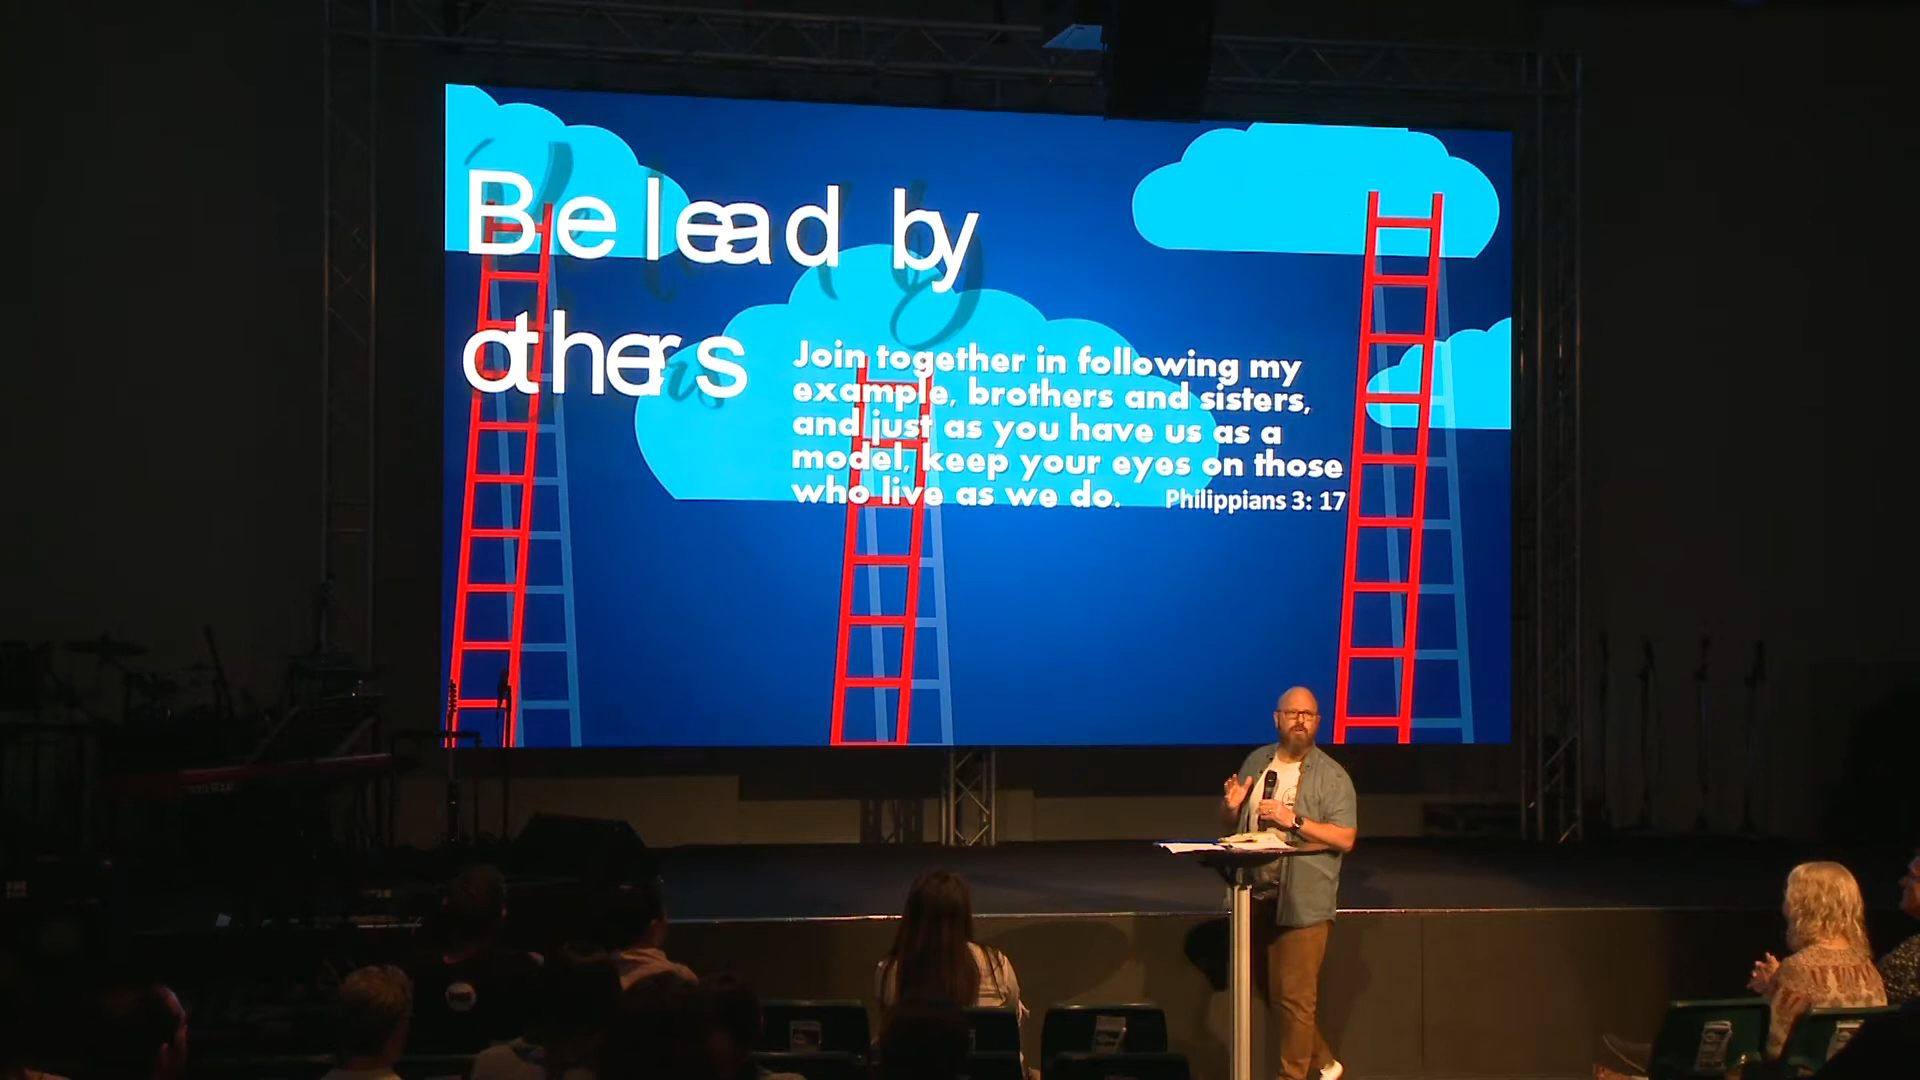 Be lead by
others
Join together in following my
example, brothers and sisters,
and just as you have us as a
model, keep your eyes on those
who live as we do.
Philippians 3: 17